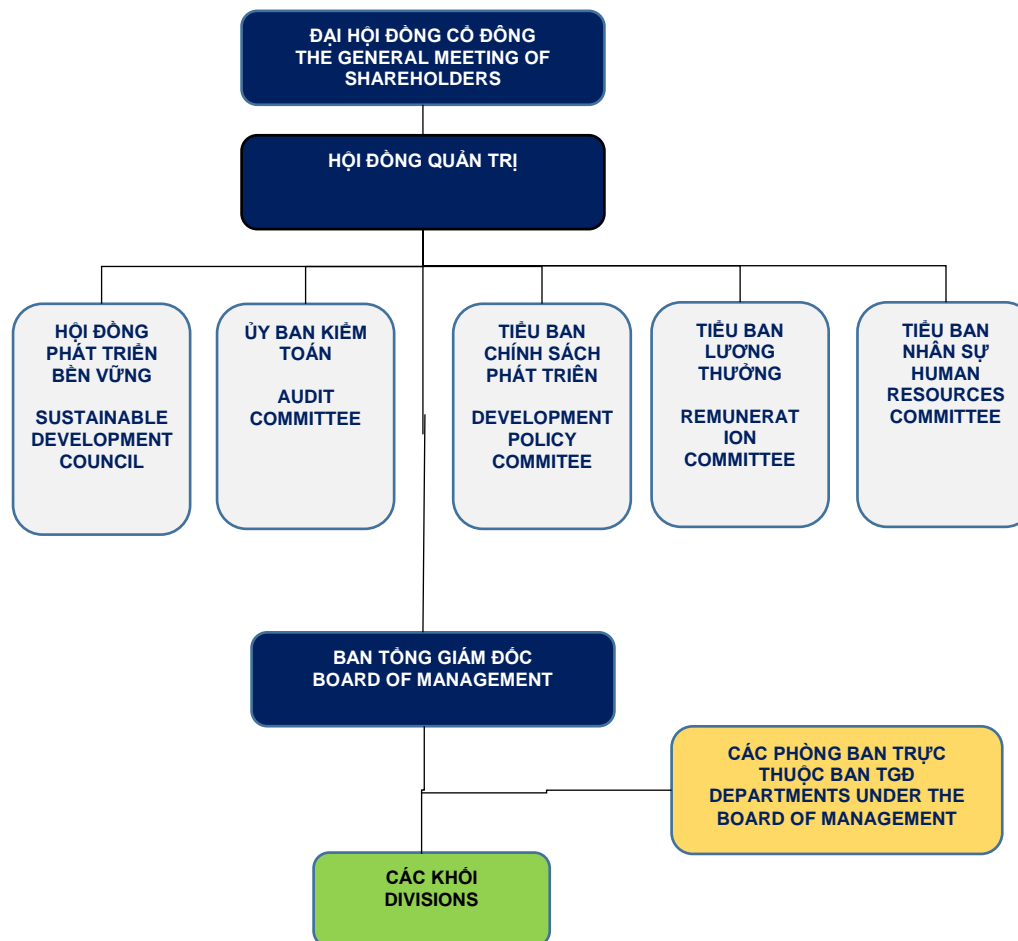 ĐẠI HỘI ĐỒNG CỔ ĐÔNG
THE GENERAL MEETING OF
SHAREHOLDERS
HỘI ĐỒNG QUẢN TRỊ
HỘI ĐỒNG
PHÁT TRIỂN
BỀN VỮNG
SUSTAINABLE
DEVELOPMENT
COUNCIL
ỦY BAN KIỂM
TOÁN
AUDIT
COMMITTEE
TIỂU BAN
CHÍNH SÁCH
PHÁT TRIÊN
DEVELOPMENT
POLICY
COMMITEE
TIỂU BAN
LƯƠNG
THƯỞNG
REMUNERAT
ION
COMMITTEE
TIỂU BAN
NHÂN SỰ
HUMAN
RESOURCES
COMMITTEE
BAN TỔNG GIÁM ĐỐC
BOARD OF MANAGEMENT
CÁC PHÒNG BAN TRỰC
THUỘC BAN TGĐ
DEPARTMENTS UNDER THE
BOARD OF MANAGEMENT
CÁC KHỐI
DIVISIONS